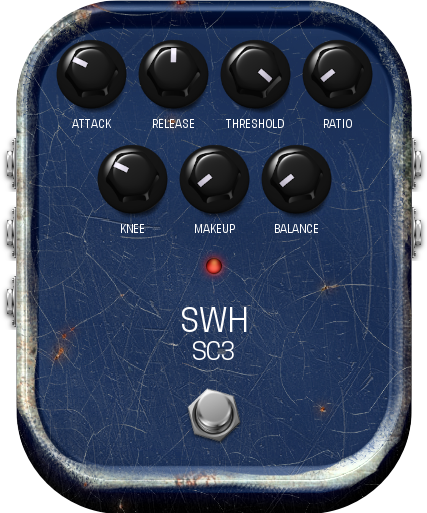 ATTACK RELEASE THRESHOLD RATIO
KNEE MAKEUP BALANCE
SWH
SC3